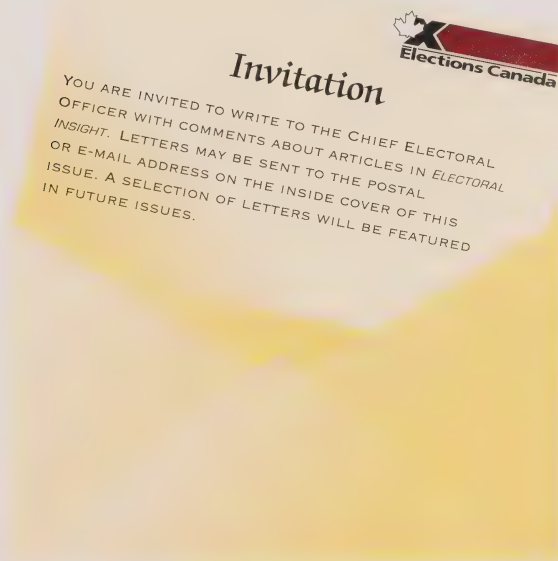 Elections Canada
Invitation
You are invited to write to the Chief Electoral
Officer with comments about articles in Electoral
Insight. Letters may be sent to the postal
or e-mail address on the inside cover of this
issue. A selection of letters will be featured
in future issues.